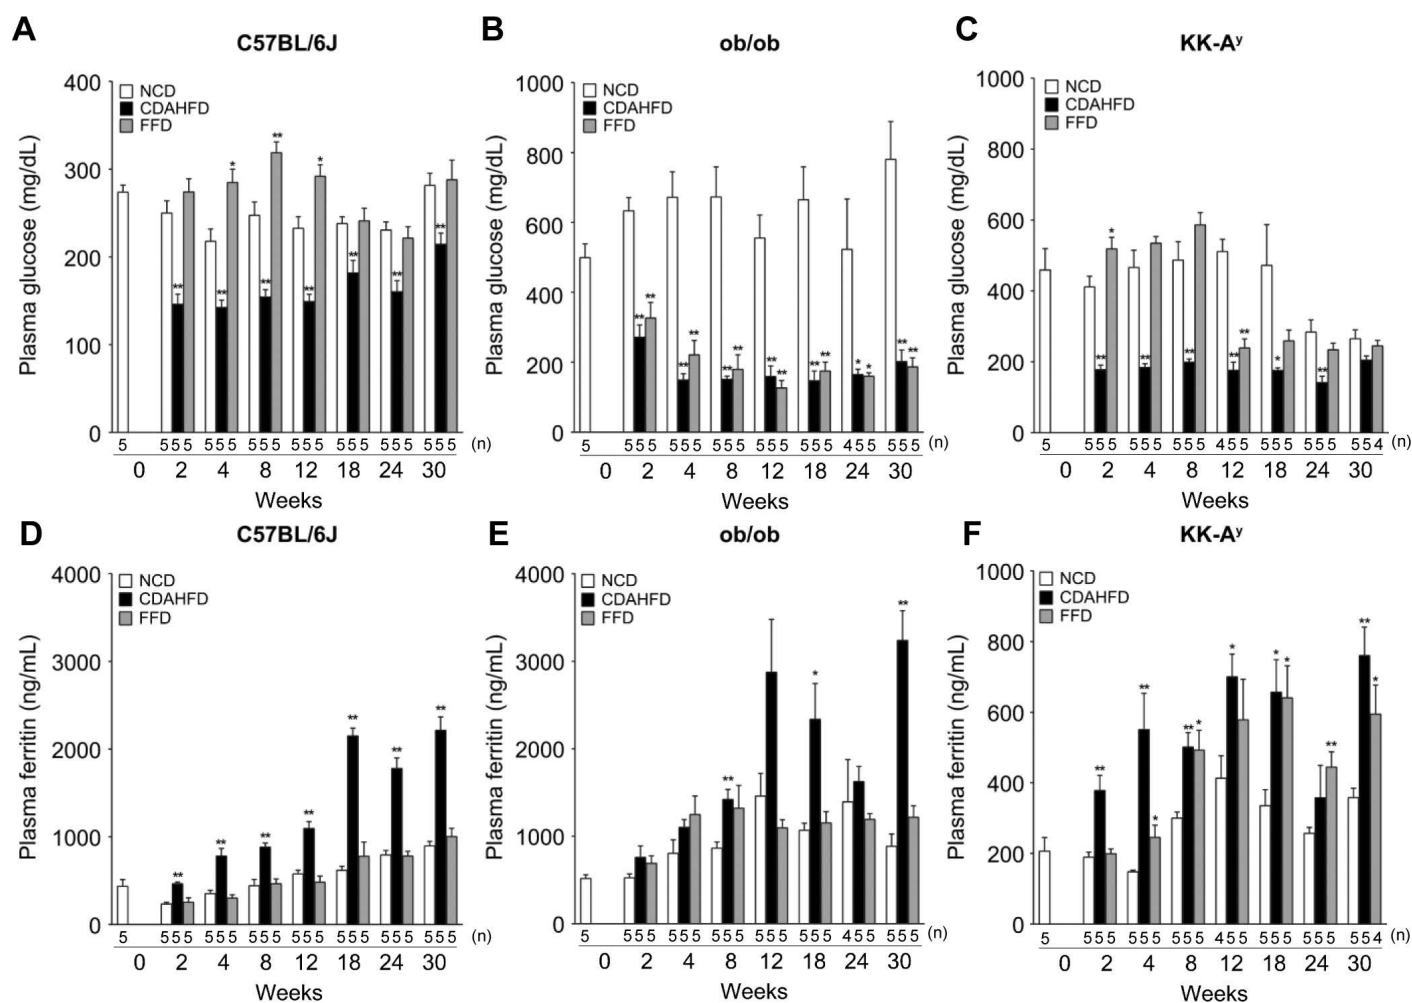 A
C57BL/6J
Plasma glucose (mg/dL)
400
300
200
100
0
NCD
CDAHFD
FFD
** * ** ** ** ** * ** ** **
5 555 555 555 555 555 555 555 (n)
0 2 4 8 12 18 24 30
Weeks
B
ob/ob
Plasma glucose (mg/dL)
1000
800
600
400
200
0
NCD
CDAHFD
FFD
** ** ** ** ** ** ** ** ** ** * * ** **
5 555 555 555 555 555 455 555 (n)
0 2 4 8 12 18 24 30
Weeks
C
KK-Aʸ
Plasma glucose (mg/dL)
1000
800
600
400
200
0
NCD
CDAHFD
FFD
** * ** ** ** ** * **
5 555 555 555 455 555 555 554 (n)
0 2 4 8 12 18 24 30
Weeks
D
C57BL/6J
Plasma ferritin (ng/mL)
4000
3000
2000
1000
0
NCD
CDAHFD
FFD
** ** ** ** ** ** **
5 555 555 555 555 555 555 555 (n)
0 2 4 8 12 18 24 30
Weeks
E
ob/ob
Plasma ferritin (ng/mL)
4000
3000
2000
1000
0
NCD
CDAHFD
FFD
** * **
5 555 555 555 555 555 455 555 (n)
0 2 4 8 12 18 24 30
Weeks
F
KK-Aʸ
Plasma ferritin (ng/mL)
1000
800
600
400
200
0
NCD
CDAHFD
FFD
** ** * ** * * * * ** ** *
5 555 555 555 455 555 555 554 (n)
0 2 4 8 12 18 24 30
Weeks